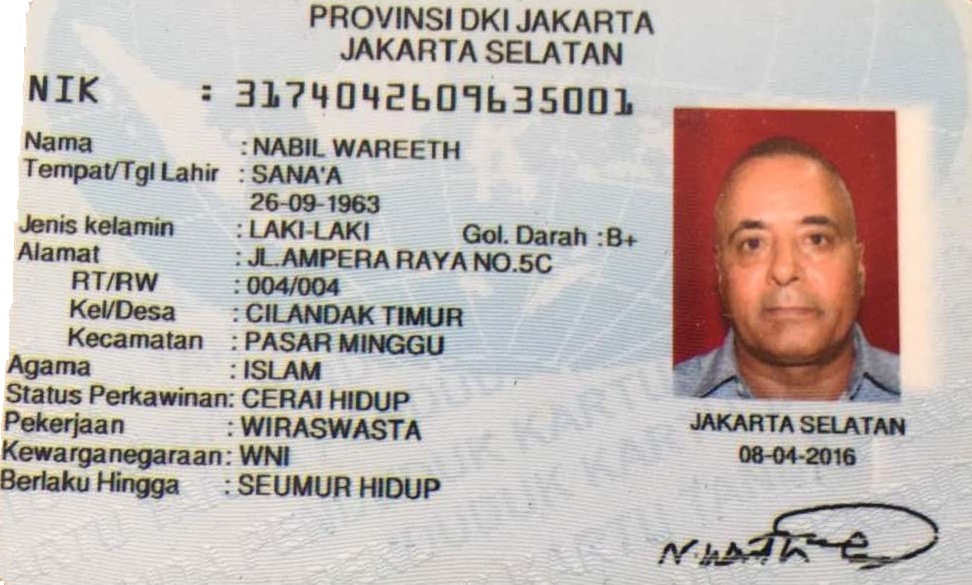 PROVINSI DKI JAKARTA
JAKARTA SELATAN
NIK : 3174042609635001
Nama : NABIL WAREETH
Tempat/Tgl Lahir : SANA'A
26-09-1963
Jenis kelamin : LAKI-LAKI Gol. Darah : B+
Alamat : JL.AMPERA RAYA NO.5C
RT/RW : 004/004
Kel/Desa : CILANDAK TIMUR
Kecamatan : PASAR MINGGU
Agama : ISLAM
Status Perkawinan: CERAI HIDUP
Pekerjaan : WIRASWASTA
Kewarganegaraan: WNI
Berlaku Hingga : SEUMUR HIDUP
JAKARTA SELATAN
08-04-2016